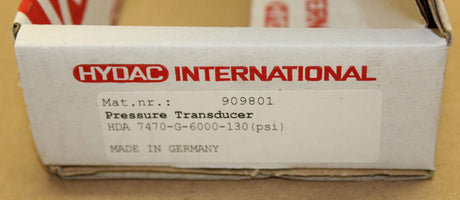 HYDAC INTERNATIONAL
Mat.nr.: 909801
Pressure Transducer
HDA 7470-G-6000-130(psi)
MADE IN GERMANY